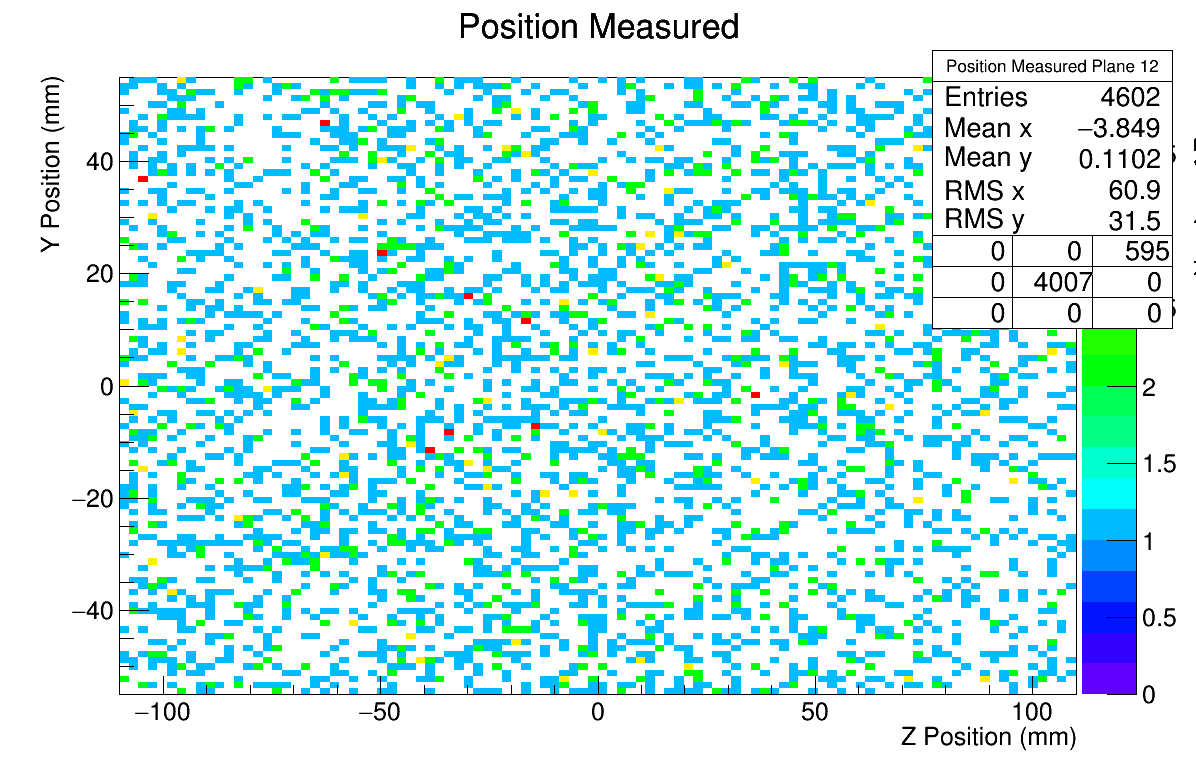 Position Measured
Position Measured Plane 12
Entries 4602
Mean x −3.849
Mean y 0.1102
RMS x 60.9
RMS y 31.5
0 0 595
0 4007 0
0 0 0
Y Position (mm)
40
20
0
−20
−40
2
1.5
1
0.5
0
−100 −50 0 50 100
Z Position (mm)